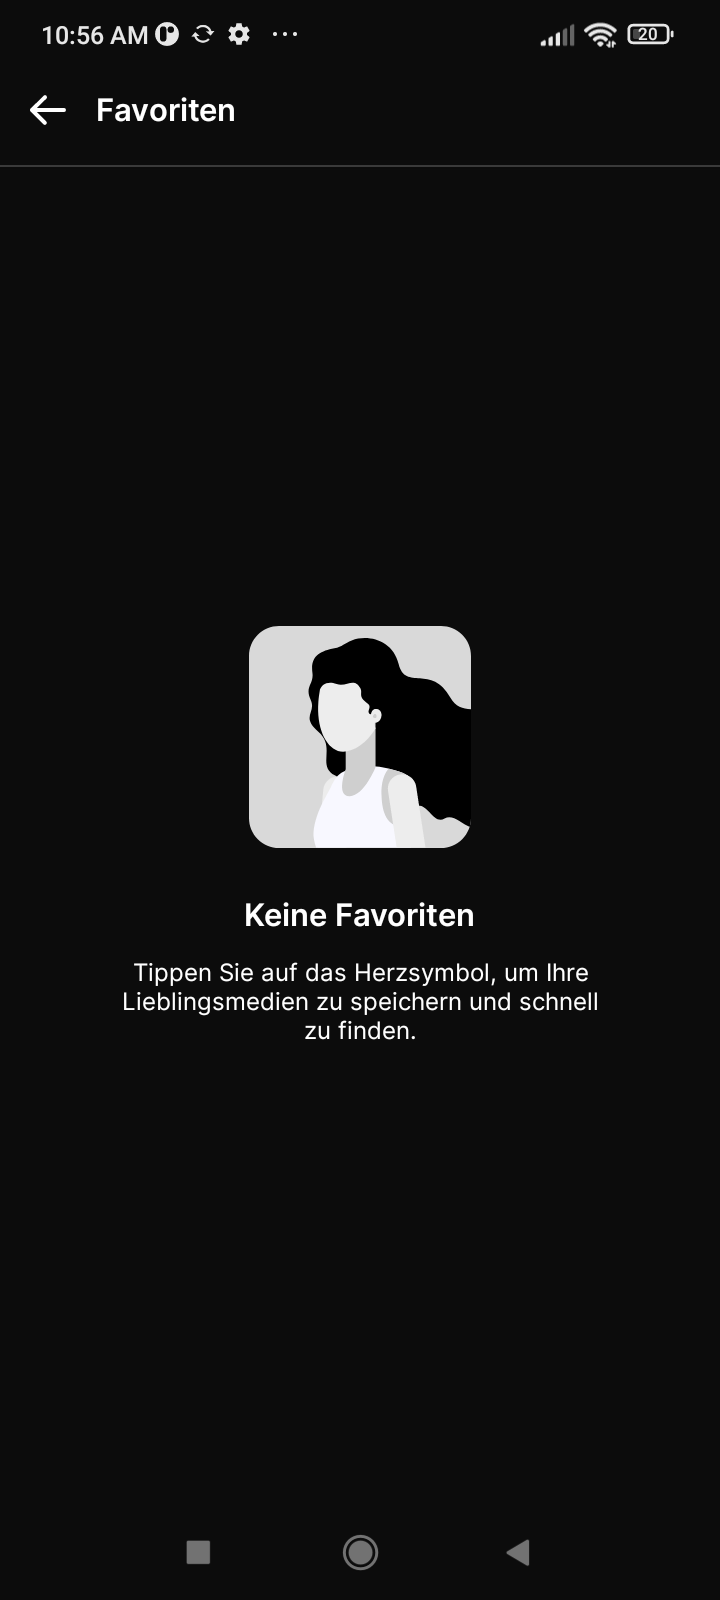 10:56 AM
20
Favoriten
Keine Favoriten
Tippen Sie auf das Herzsymbol, um Ihre
Lieblingsmedien zu speichern und schnell
zu finden.